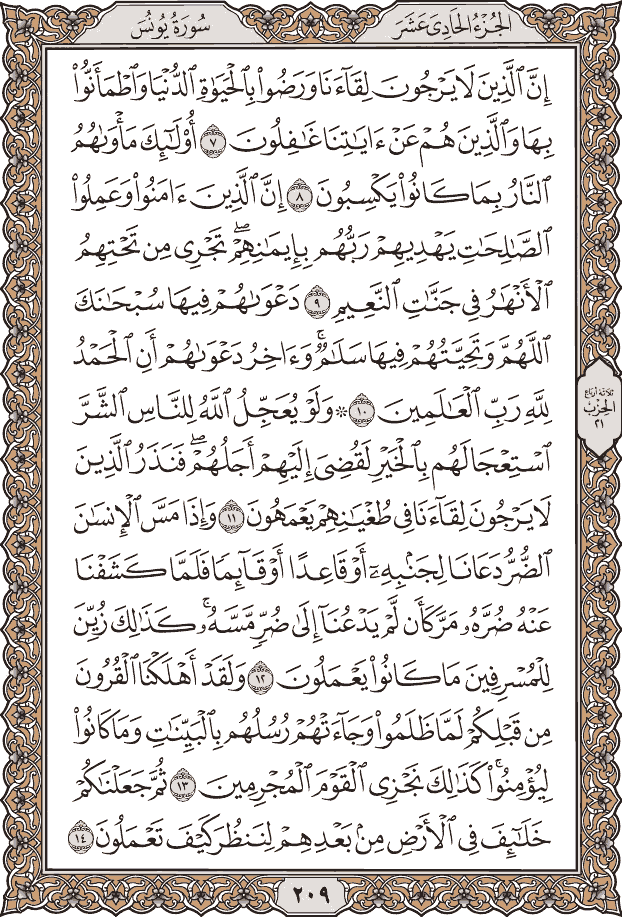 الجُزْءُ الحَادِى عَشَرَ
سُورَةُ يُونُسَ
إِنَّ ٱلَّذِينَ لَا يَرْجُونَ لِقَآءَنَا وَرَضُوا۟ بِٱلْحَيَوٰةِ ٱلدُّنْيَا وَٱطْمَأَنُّوا۟
بِهَا وَٱلَّذِينَ هُمْ عَنْ ءَايَـٰتِنَا غَـٰفِلُونَ ٧ أُو۟لَـٰٓئِكَ مَأْوَىٰهُمُ
ٱلنَّارُ بِمَا كَانُوا۟ يَكْسِبُونَ ٨ إِنَّ ٱلَّذِينَ ءَامَنُوا۟ وَعَمِلُوا۟
ٱلصَّـٰلِحَـٰتِ يَهْدِيهِمْ رَبُّهُم بِإِيمَـٰنِهِمْ ۖ تَجْرِى مِن تَحْتِهِمُ
ٱلْأَنْهَـٰرُ فِى جَنَّـٰتِ ٱلنَّعِيمِ ٩ دَعْوَىٰهُمْ فِيهَا سُبْحَـٰنَكَ
ٱللَّهُمَّ وَتَحِيَّتُهُمْ فِيهَا سَلَـٰمٌ ۚ وَءَاخِرُ دَعْوَىٰهُمْ أَنِ ٱلْحَمْدُ
لِلَّهِ رَبِّ ٱلْعَـٰلَمِينَ ١٠ ۞ وَلَوْ يُعَجِّلُ ٱللَّهُ لِلنَّاسِ ٱلشَّرَّ
ٱسْتِعْجَالَهُم بِٱلْخَيْرِ لَقُضِىَ إِلَيْهِمْ أَجَلُهُمْ ۖ فَنَذَرُ ٱلَّذِينَ
لَا يَرْجُونَ لِقَآءَنَا فِى طُغْيَـٰنِهِمْ يَعْمَهُونَ ١١ وَإِذَا مَسَّ ٱلْإِنسَـٰنَ
ٱلضُّرُّ دَعَانَا لِجَنۢبِهِۦٓ أَوْ قَاعِدًا أَوْ قَآئِمًا فَلَمَّا كَشَفْنَا
عَنْهُ ضُرَّهُۥ مَرَّ كَأَن لَّمْ يَدْعُنَآ إِلَىٰ ضُرٍّ مَّسَّهُۥ ۚ كَذَٰلِكَ زُيِّنَ
لِلْمُسْرِفِينَ مَا كَانُوا۟ يَعْمَلُونَ ١٢ وَلَقَدْ أَهْلَكْنَا ٱلْقُرُونَ
مِن قَبْلِكُمْ لَمَّا ظَلَمُوا۟ وَجَآءَتْهُمْ رُسُلُهُم بِٱلْبَيِّنَـٰتِ وَمَا كَانُوا۟
لِيُؤْمِنُوا۟ ۚ كَذَٰلِكَ نَجْزِى ٱلْقَوْمَ ٱلْمُجْرِمِينَ ١٣ ثُمَّ جَعَلْنَـٰكُمْ
خَلَـٰٓئِفَ فِى ٱلْأَرْضِ مِنۢ بَعْدِهِمْ لِنَنظُرَ كَيْفَ تَعْمَلُونَ ١٤
ثلاثة أرباع
الحزب
٢١
٢٠٩